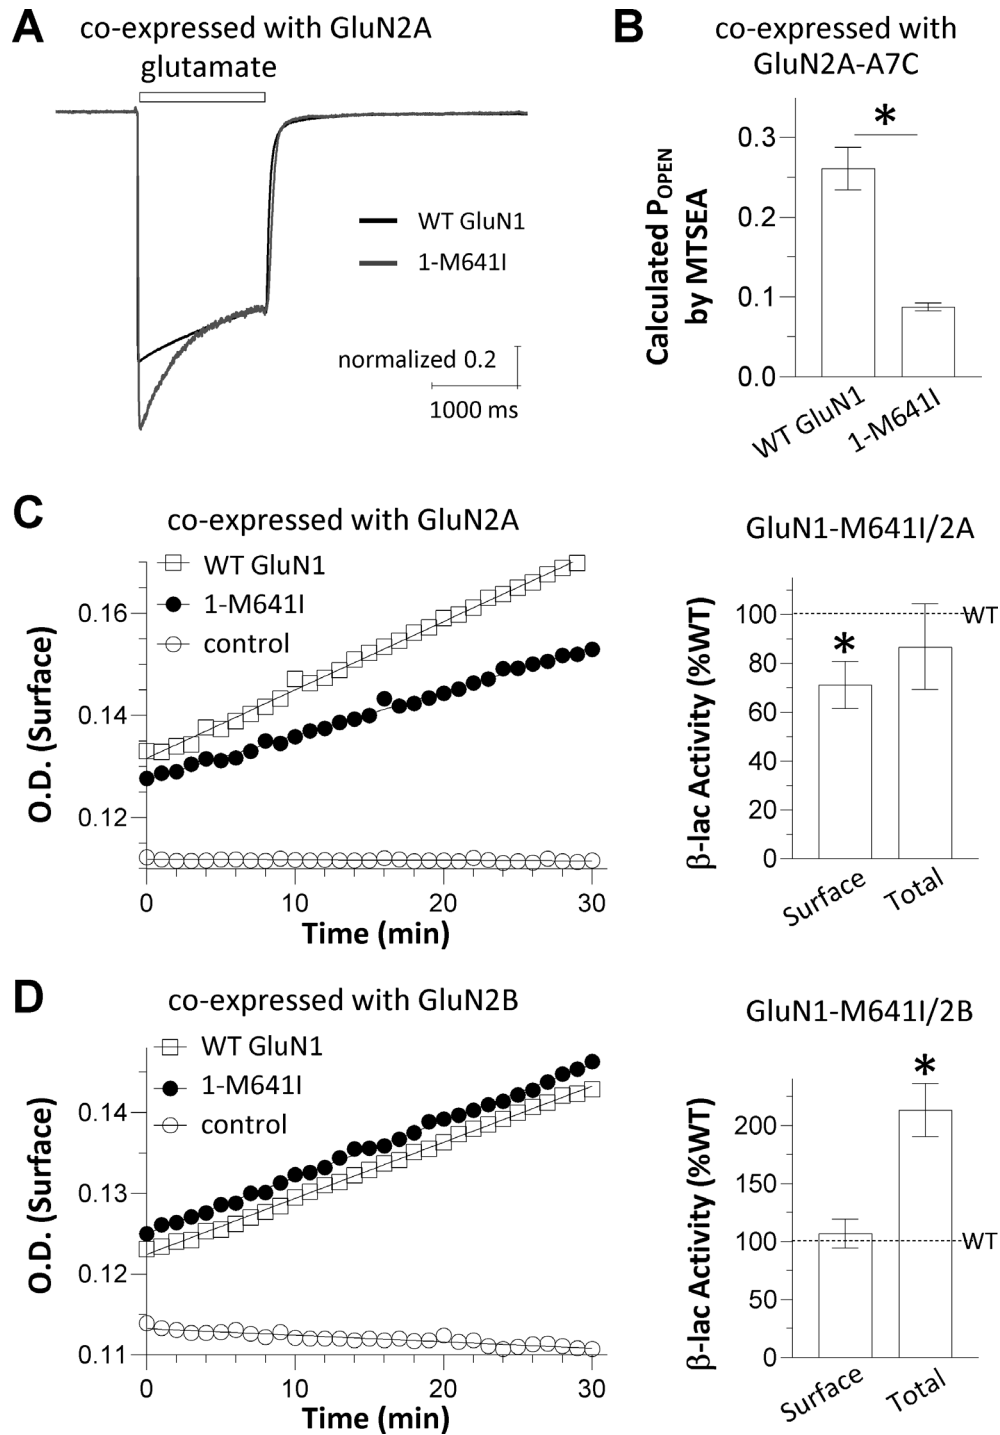 A
co-expressed with GluN2A
glutamate
WT GluN1
1-M641I
normalized 0.2
1000 ms
B
co-expressed with
GluN2A-A7C
Calculated P_OPEN
by MTSEA
0.3
0.2
0.1
0.0
*
WT GluN1
1-M641I
C
co-expressed with GluN2A
WT GluN1
1-M641I
control
O.D. (Surface)
0.16
0.14
0.12
0
10
20
30
Time (min)
GluN1-M641I/2A
β-lac Activity (%WT)
100
80
60
40
20
0
WT
*
Surface
Total
D
co-expressed with GluN2B
WT GluN1
1-M641I
control
O.D. (Surface)
0.14
0.13
0.12
0.11
0
10
20
30
Time (min)
GluN1-M641I/2B
β-lac Activity (%WT)
200
150
100
50
0
*
WT
Surface
Total